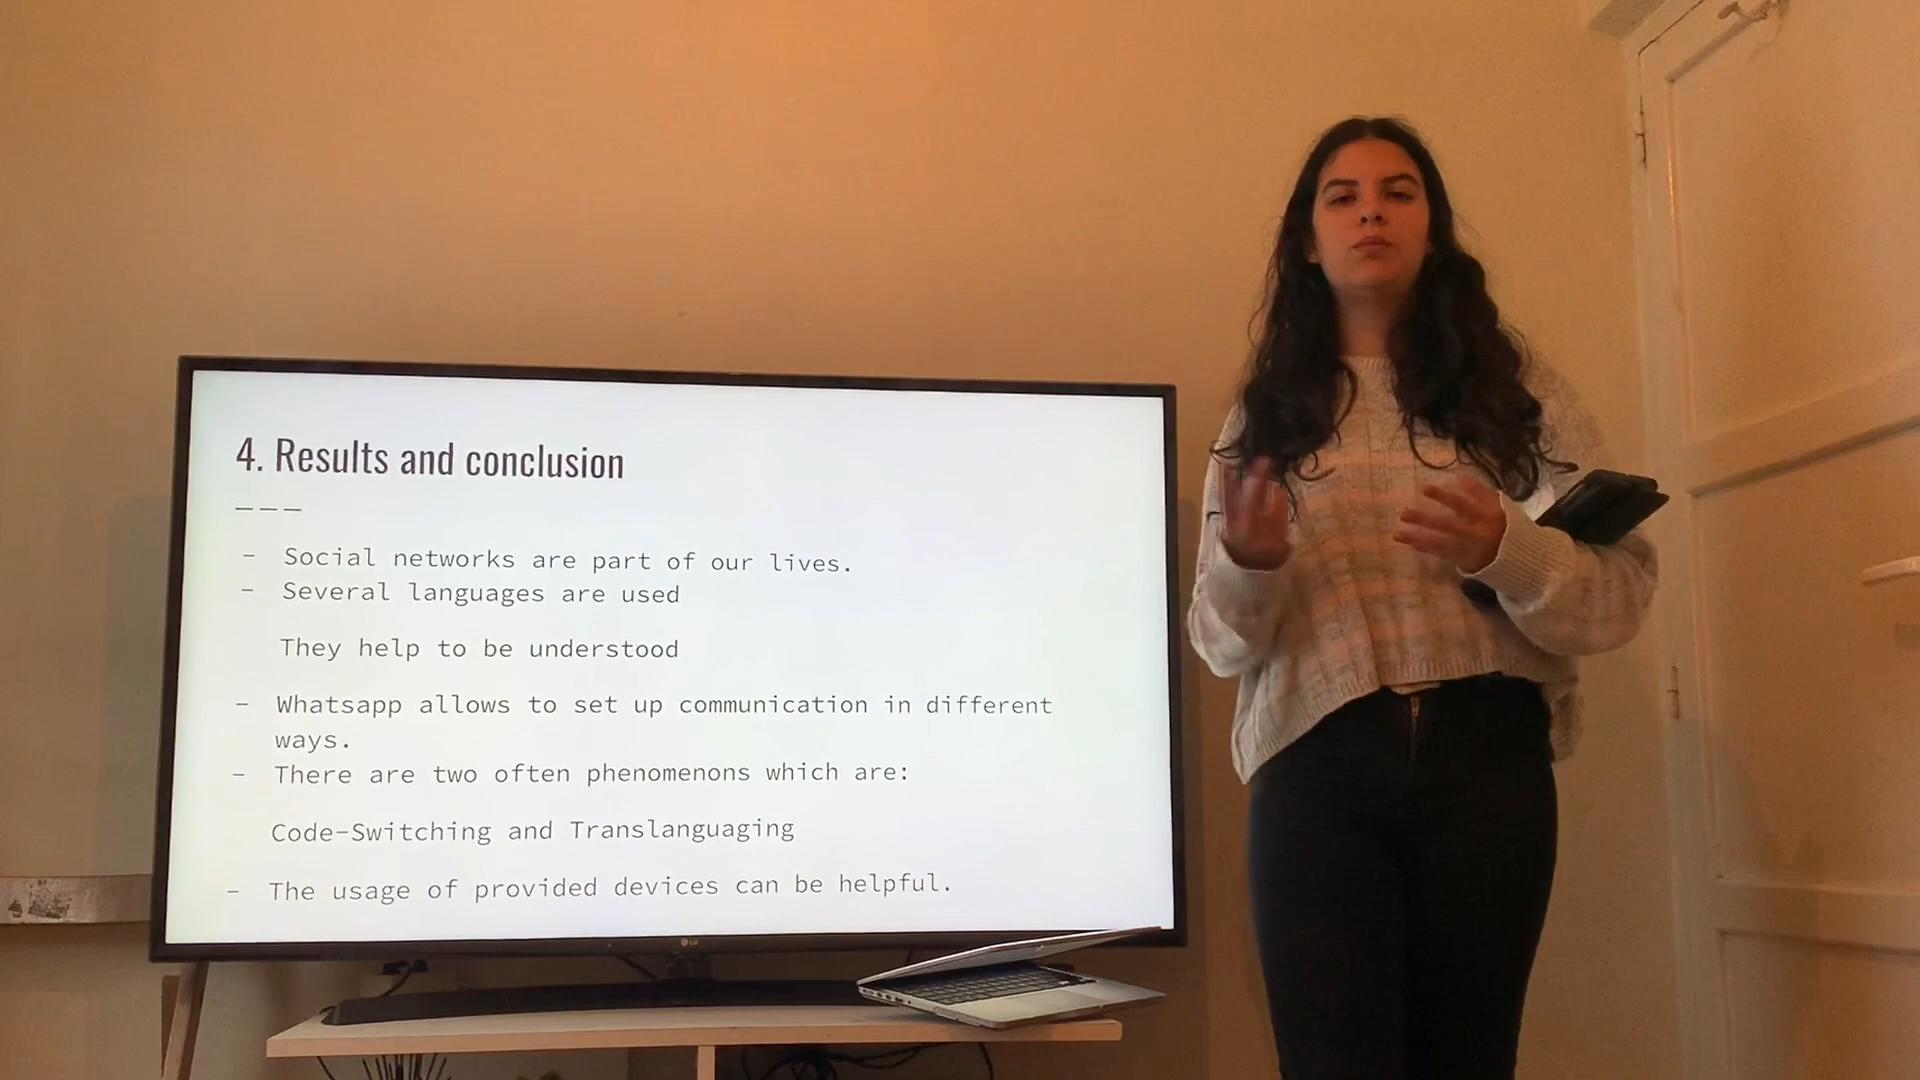 4. Results and conclusion
- Social networks are part of our lives.
- Several languages are used
They help to be understood
- Whatsapp allows to set up communication in different
ways.
- There are two often phenomenons which are:
Code-Switching and Translanguaging
- The usage of provided devices can be helpful.
LG